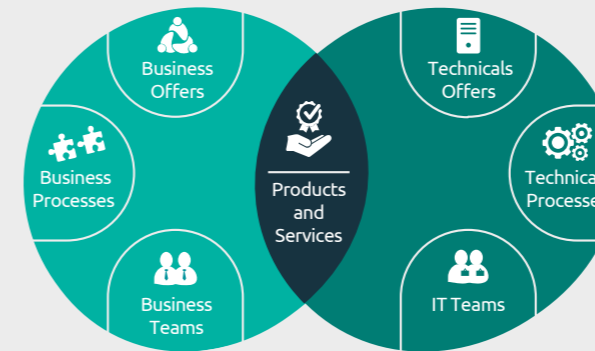 Business
Offers
Business
Processes
Business
Teams
Products
and
Services
Technicals
Offers
Technica
Processe
IT Teams